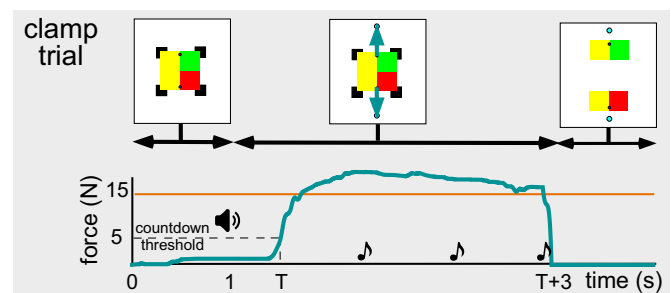 clamp
trial
force (N)
15
5
countdown
threshold
0
1
T
T+3
time (s)